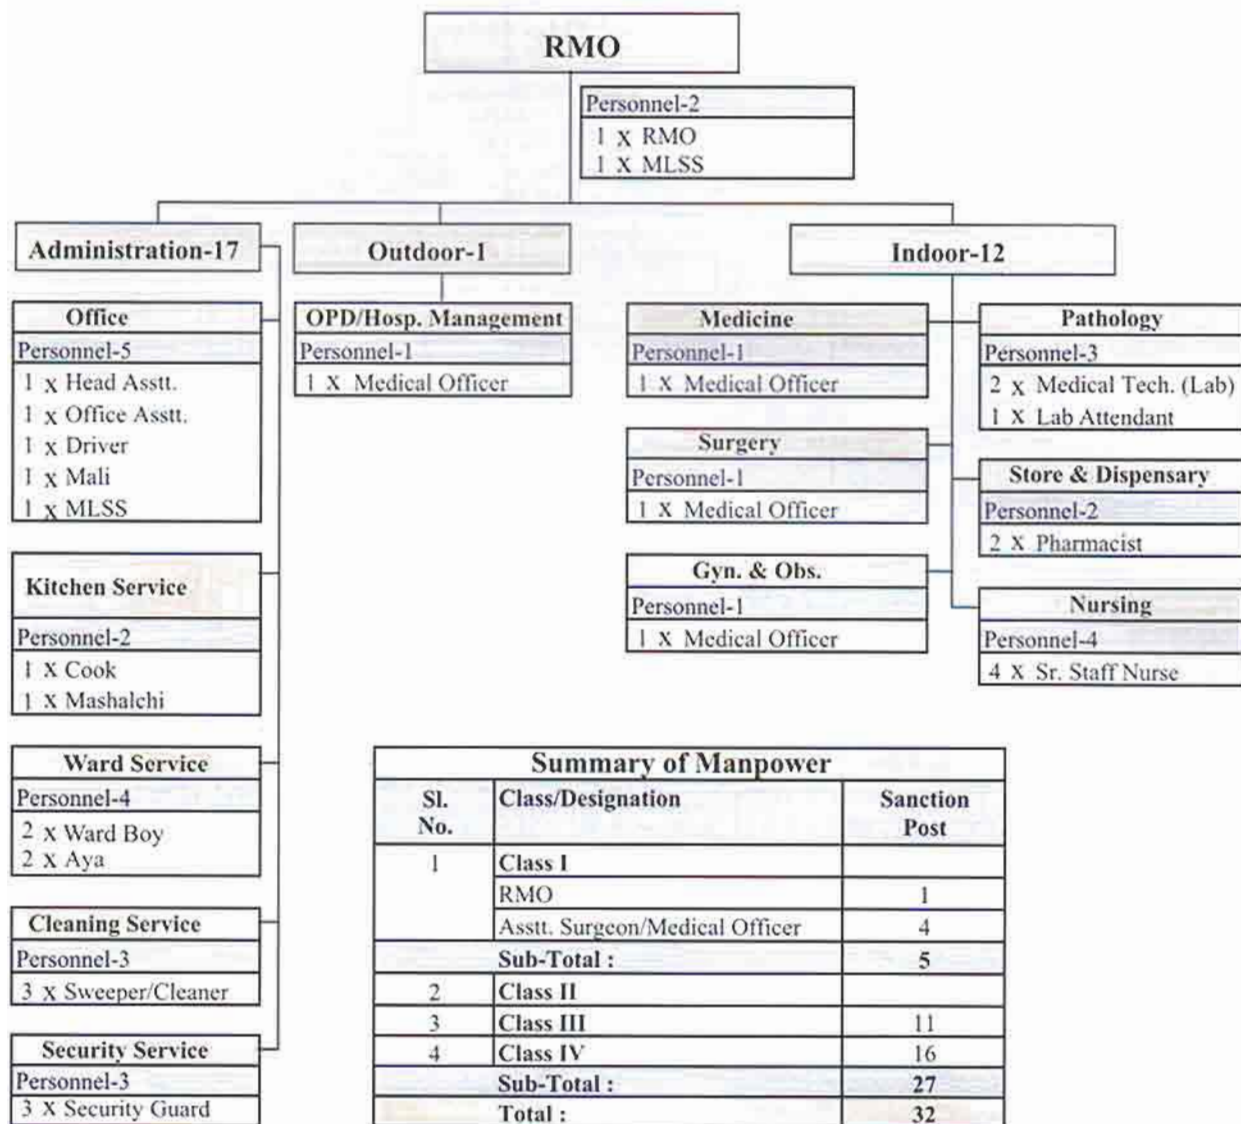 RMO
Personnel-2
1 X RMO
1 X MLSS
Administration-17
Outdoor-1
Indoor-12
Office
Personnel-5
1 X Head Asstt.
1 X Office Asstt.
1 X Driver
1 X Mali
1 X MLSS
Kitchen Service
Personnel-2
1 X Cook
1 X Mashalchi
Ward Service
Personnel-4
2 X Ward Boy
2 X Aya
Cleaning Service
Personnel-3
3 X Sweeper/Cleaner
Security Service
Personnel-3
3 X Security Guard
OPD/Hosp. Management
Personnel-1
1 X Medical Officer
Medicine
Personnel-1
1 X Medical Officer
Surgery
Personnel-1
1 X Medical Officer
Gyn. & Obs.
Personnel-1
1 X Medical Officer
Pathology
Personnel-3
2 X Medical Tech. (Lab)
1 X Lab Attendant
Store & Dispensary
Personnel-2
2 X Pharmacist
Nursing
Personnel-4
4 X Sr. Staff Nurse
Summary of Manpower
Sl. No. Class/Designation Sanction Post
1 Class I
RMO 1
Asstt. Surgeon/Medical Officer 4
Sub-Total : 5
2 Class II
3 Class III 11
4 Class IV 16
Sub-Total : 27
Total : 32